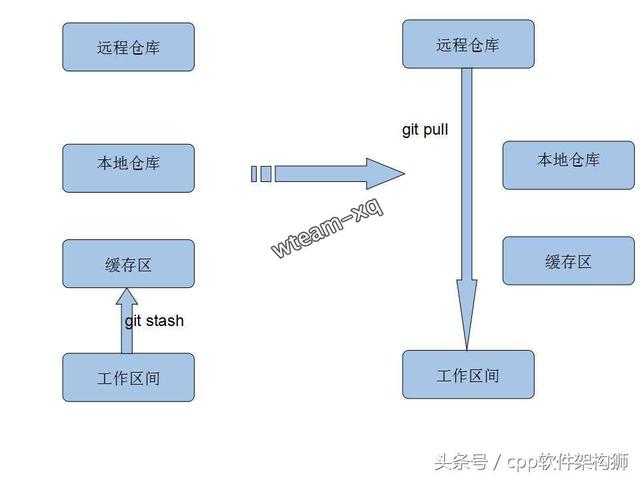 远程仓库
远程仓库
git pull
本地仓库
本地仓库
wteam-xq
缓存区
缓存区
git stash
工作区间
工作区间
头条号 / cpp软件架构狮